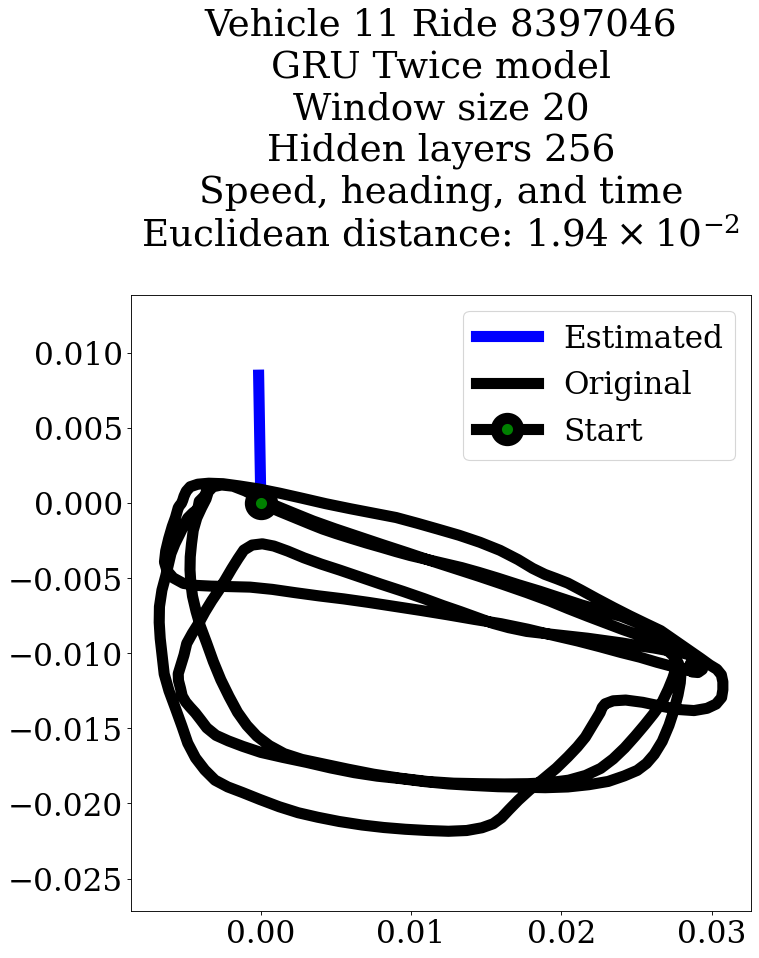 Vehicle 11 Ride 8397046
GRU Twice model
Window size 20
Hidden layers 256
Speed, heading, and time
Euclidean distance: 1.94 × 10⁻²
Estimated
Original
Start
0.010
0.005
0.000
−0.005
−0.010
−0.015
−0.020
−0.025
0.00 0.01 0.02 0.03